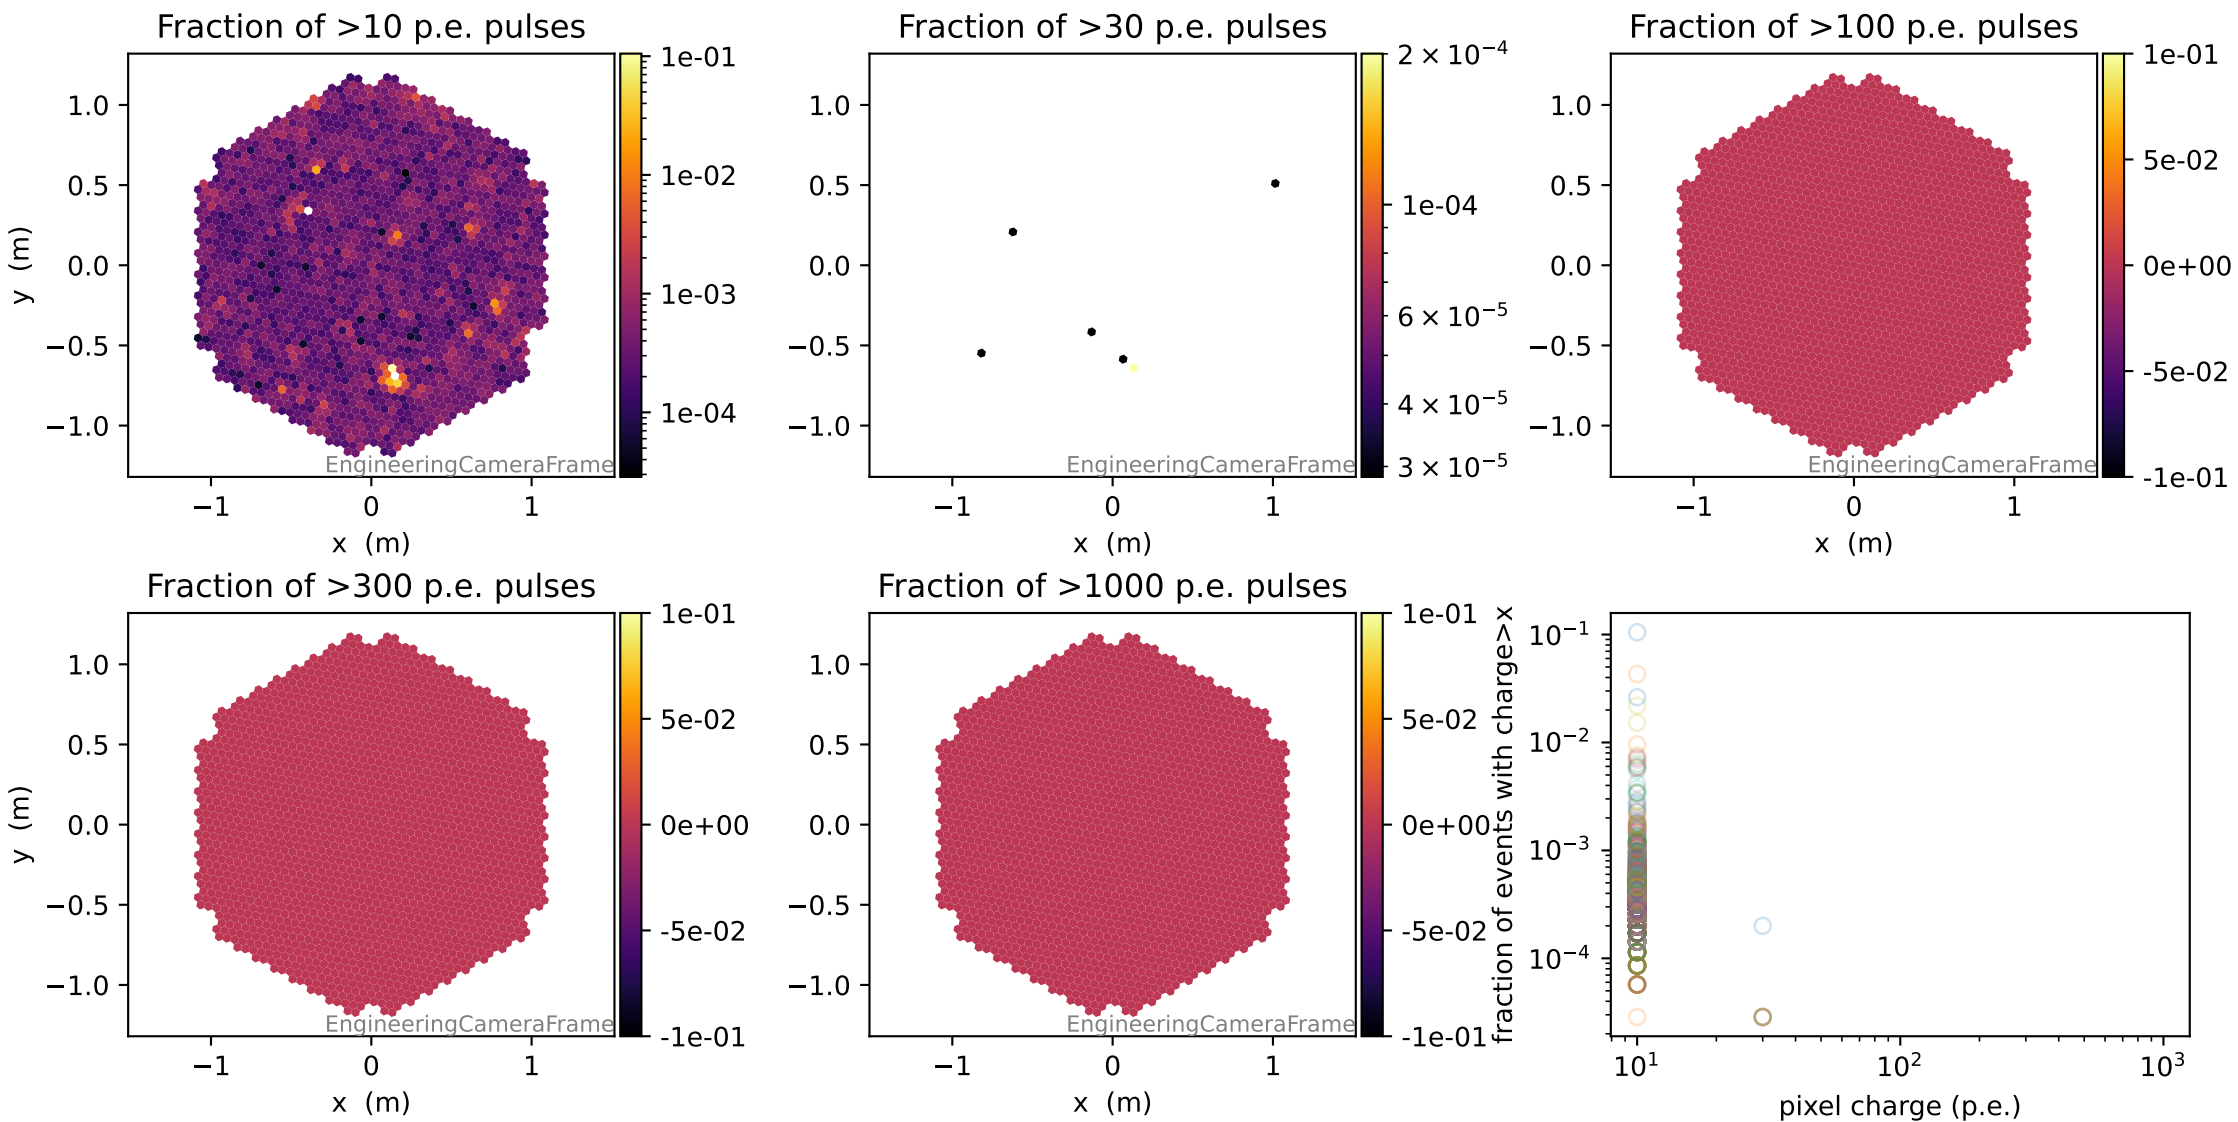 Fraction of >10 p.e. pulses
1.0
0.5
0.0
−0.5
−1.0
y (m)
−1
0
1
x (m)
EngineeringCameraFrame
1e-01
1e-02
1e-03
1e-04
Fraction of >30 p.e. pulses
1.0
0.5
0.0
−0.5
−1.0
−1
0
1
x (m)
EngineeringCameraFrame
2×10⁻⁴
1e-04
6×10⁻⁵
4×10⁻⁵
3×10⁻⁵
Fraction of >100 p.e. pulses
1.0
0.5
0.0
−0.5
−1.0
−1
0
1
x (m)
EngineeringCameraFrame
1e-01
5e-02
0e+00
-5e-02
-1e-01
Fraction of >300 p.e. pulses
1.0
0.5
0.0
−0.5
−1.0
y (m)
−1
0
1
x (m)
EngineeringCameraFrame
1e-01
5e-02
0e+00
-5e-02
-1e-01
Fraction of >1000 p.e. pulses
1.0
0.5
0.0
−0.5
−1.0
−1
0
1
x (m)
EngineeringCameraFrame
1e-01
5e-02
0e+00
-5e-02
-1e-01
fraction of events with charge>x
10⁻¹
10⁻²
10⁻³
10⁻⁴
10¹
10²
10³
pixel charge (p.e.)